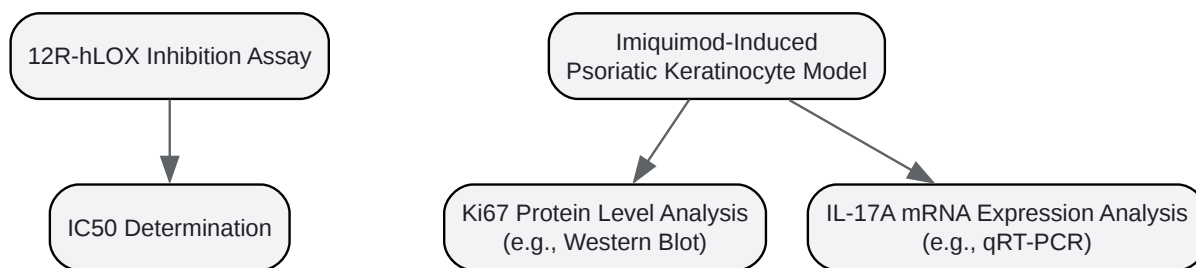 12R-hLOX Inhibition Assay
Imiquimod-Induced
Psoriatic Keratinocyte Model
IC50 Determination
Ki67 Protein Level Analysis
(e.g., Western Blot)
IL-17A mRNA Expression Analysis
(e.g., qRT-PCR)